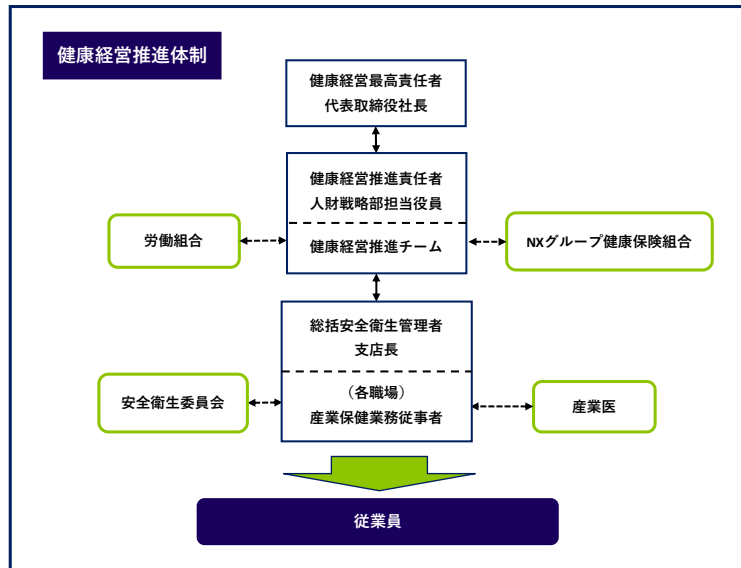 健康経営推進体制
健康経営最高責任者
代表取締役社長
健康経営推進責任者
人財戦略部担当役員
健康経営推進チーム
労働組合
NXグループ健康保険組合
総括安全衛生管理者
支店長
（各職場）
産業保健業務従事者
安全衛生委員会
産業医
従業員